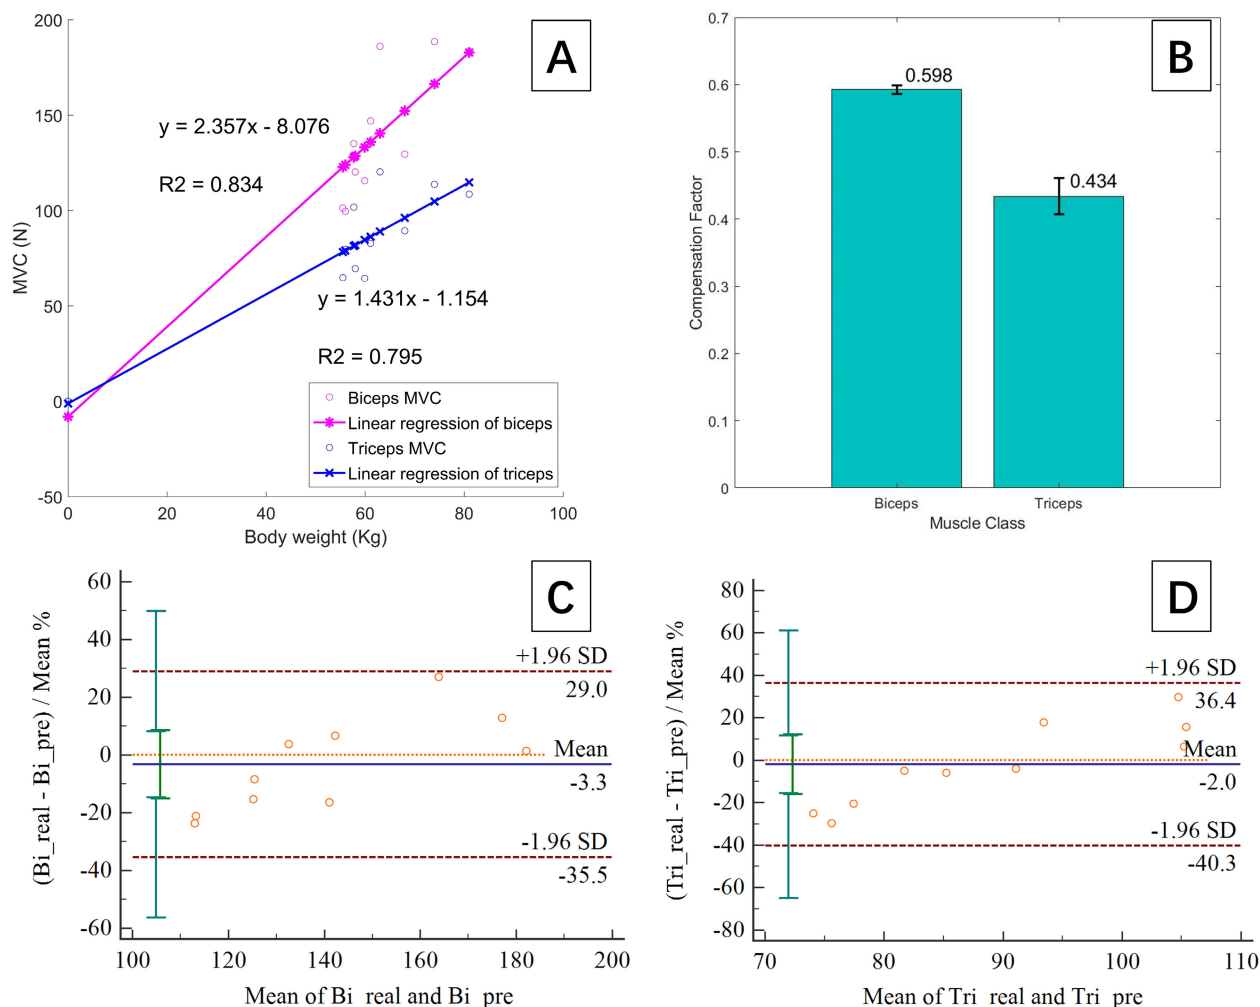 A
200
150
100
50
0
-50
0
20
40
60
80
100
MVC (N)
Body weight (Kg)
y = 2.357x - 8.076
R2 = 0.834
y = 1.431x - 1.154
R2 = 0.795
Biceps MVC
Linear regression of biceps
Triceps MVC
Linear regression of triceps
B
0.7
0.6
0.5
0.4
0.3
0.2
0.1
0
Compensation Factor
0.598
0.434
Biceps
Triceps
Muscle Class
C
60
40
20
0
-20
-40
-60
(Bi_real - Bi_pre) / Mean %
+1.96 SD
29.0
Mean
-3.3
-1.96 SD
-35.5
100
120
140
160
180
200
Mean of Bi_real and Bi_pre
D
80
60
40
20
0
-20
-40
-60
-80
(Tri_real - Tri_pre) / Mean %
+1.96 SD
36.4
Mean
-2.0
-1.96 SD
-40.3
70
80
90
100
110
Mean of Tri_real and Tri_pre